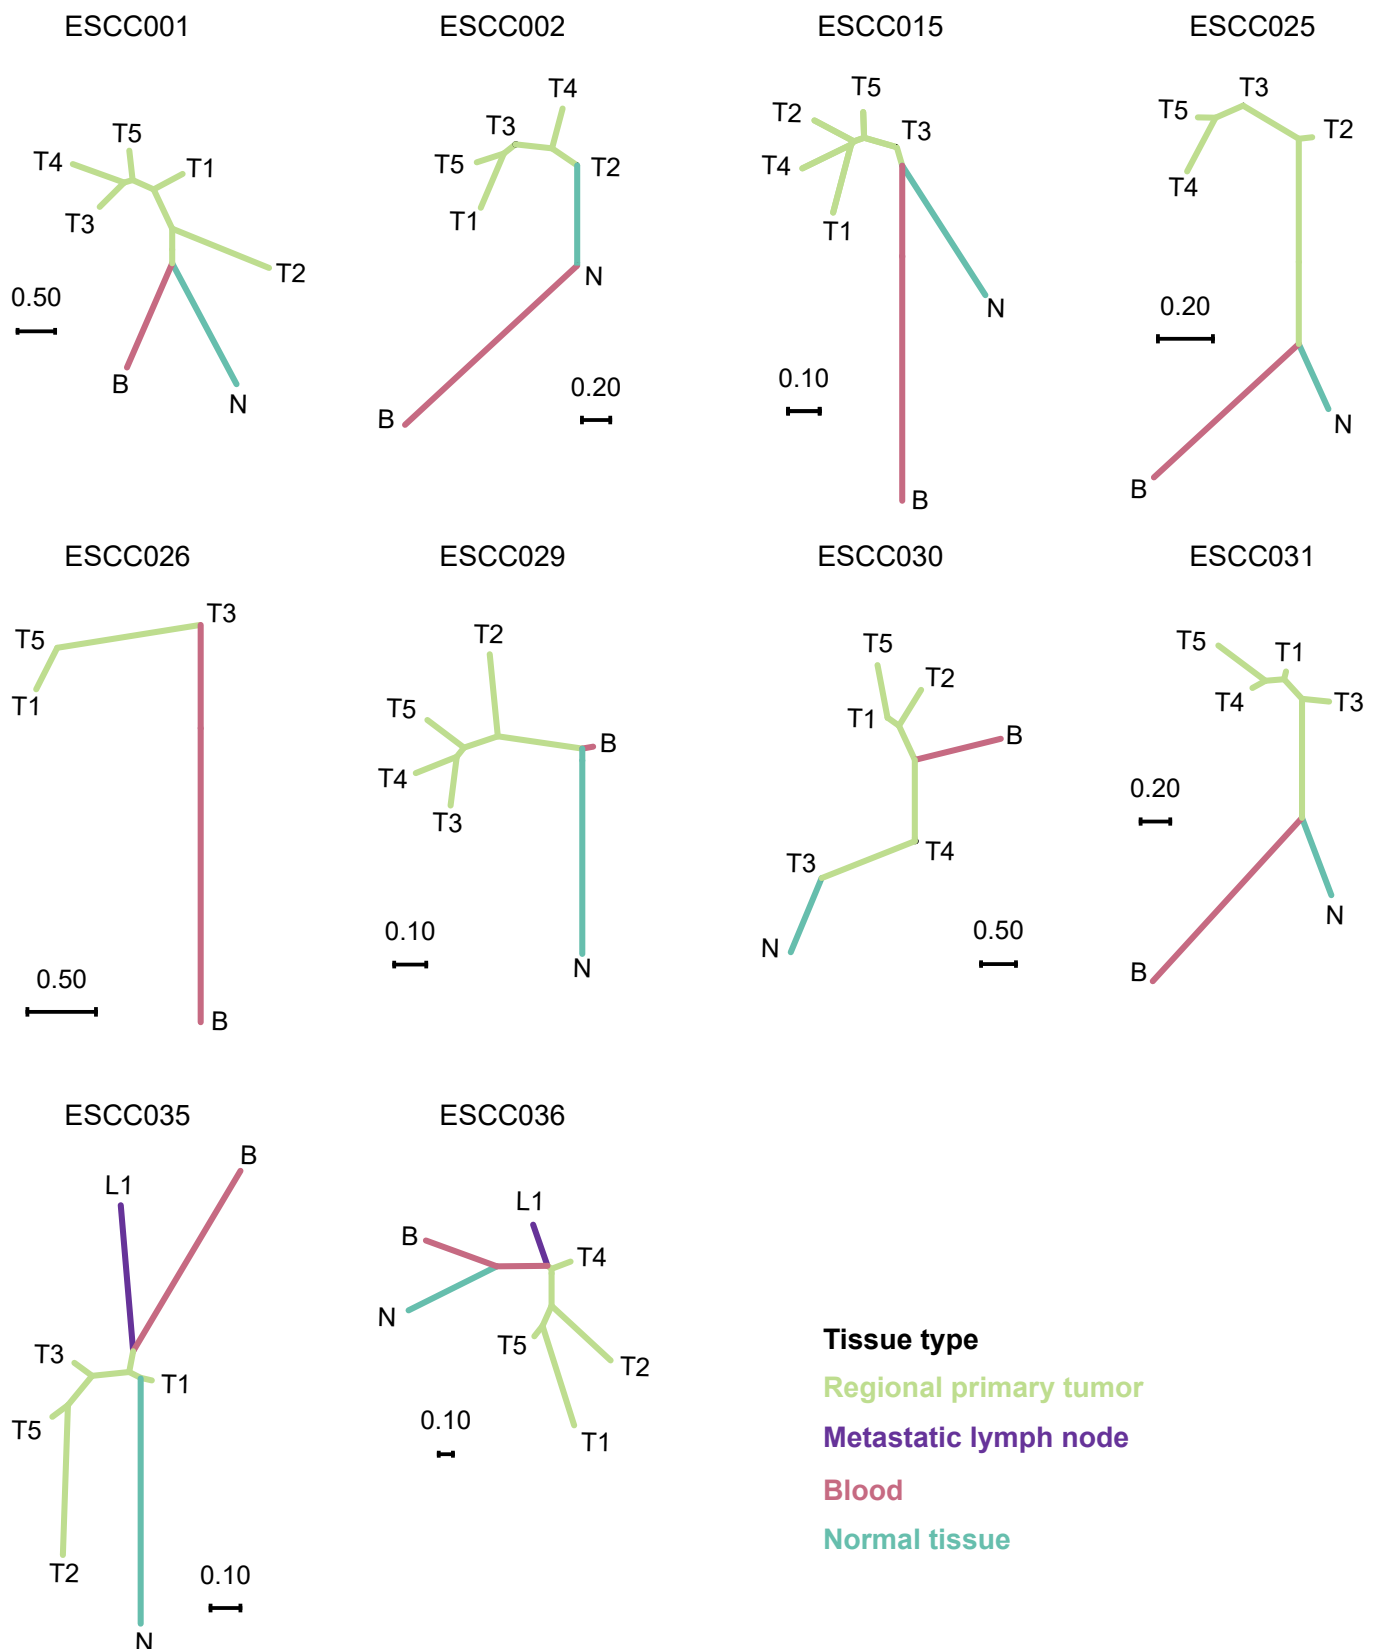 ESCC001
ESCC002
ESCC015
ESCC025
T5
T4
T1
T3
T2
0.50
B
N
T4
T3
T5
T2
T1
N
0.20
B
T5
T2
T3
T4
T1
N
0.10
B
T3
T5
T2
T4
0.20
N
B
ESCC026
ESCC029
ESCC030
ESCC031
T3
T5
T1
0.50
B
T2
T5
B
T4
T3
0.10
N
T5
T2
T1
B
T4
T3
N
0.50
T5
T1
T4
T3
0.20
N
B
ESCC035
ESCC036
B
L1
T3
T1
T5
T2
0.10
N
L1
B
T4
N
T5
T2
0.10
T1
Tissue type
Regional primary tumor
Metastatic lymph node
Blood
Normal tissue